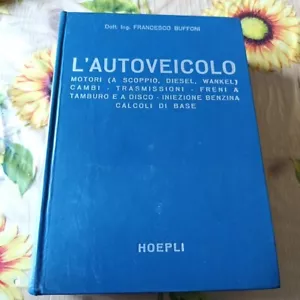 Dott. Ing. FRANCESCO BUFFONI
L'AUTOVEICOLO
MOTORI (A SCOPPIO, DIESEL, WANKEL)
CAMBI - TRASMISSIONI - FRENI A
TAMBURO E A DISCO - INIEZIONE BENZINA
CALCOLI DI BASE
HOEPLI